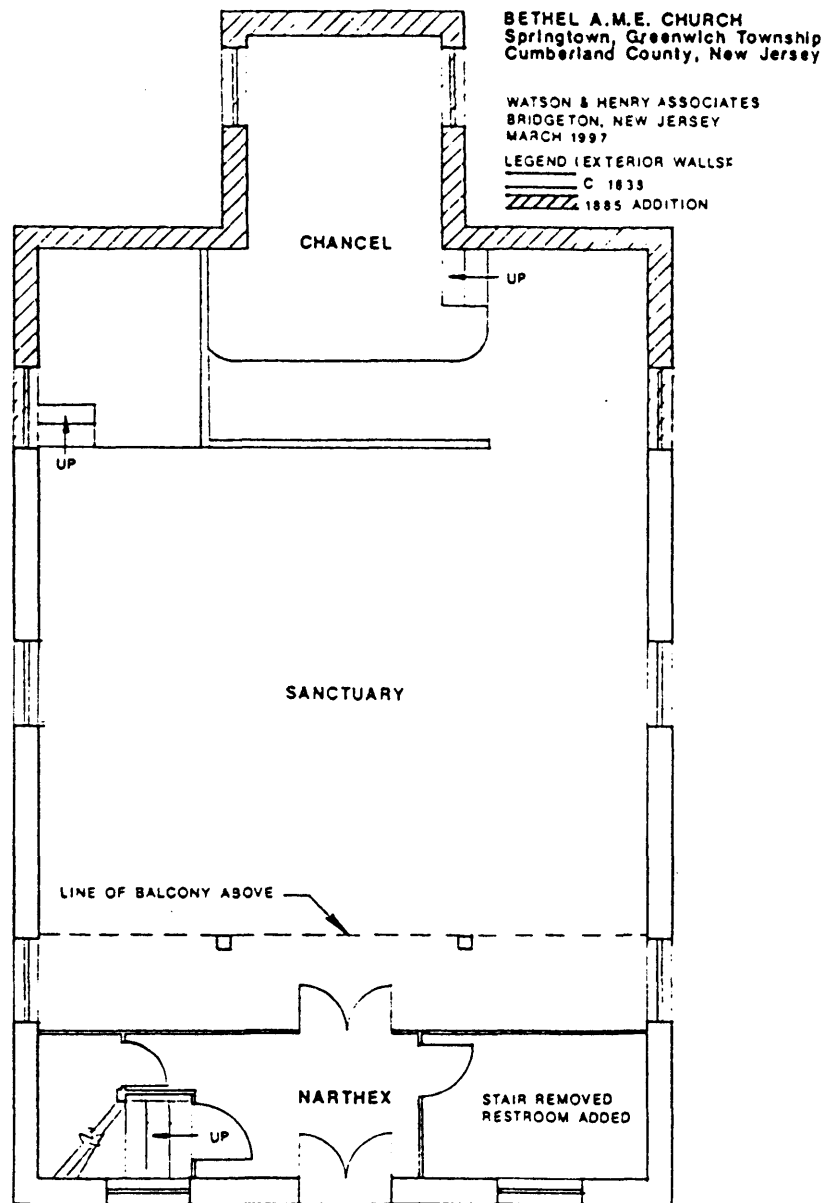 BETHEL A.M.E. CHURCH
Springtown, Greenwich Township
Cumberland County, New Jersey
WATSON & HENRY ASSOCIATES
BRIDGETON, NEW JERSEY
MARCH 1997
LEGEND (EXTERIOR WALLS)
C 1838
1885 ADDITION
CHANCEL
UP
UP
SANCTUARY
LINE OF BALCONY ABOVE
NARTHEX
STAIR REMOVED
RESTROOM ADDED
UP